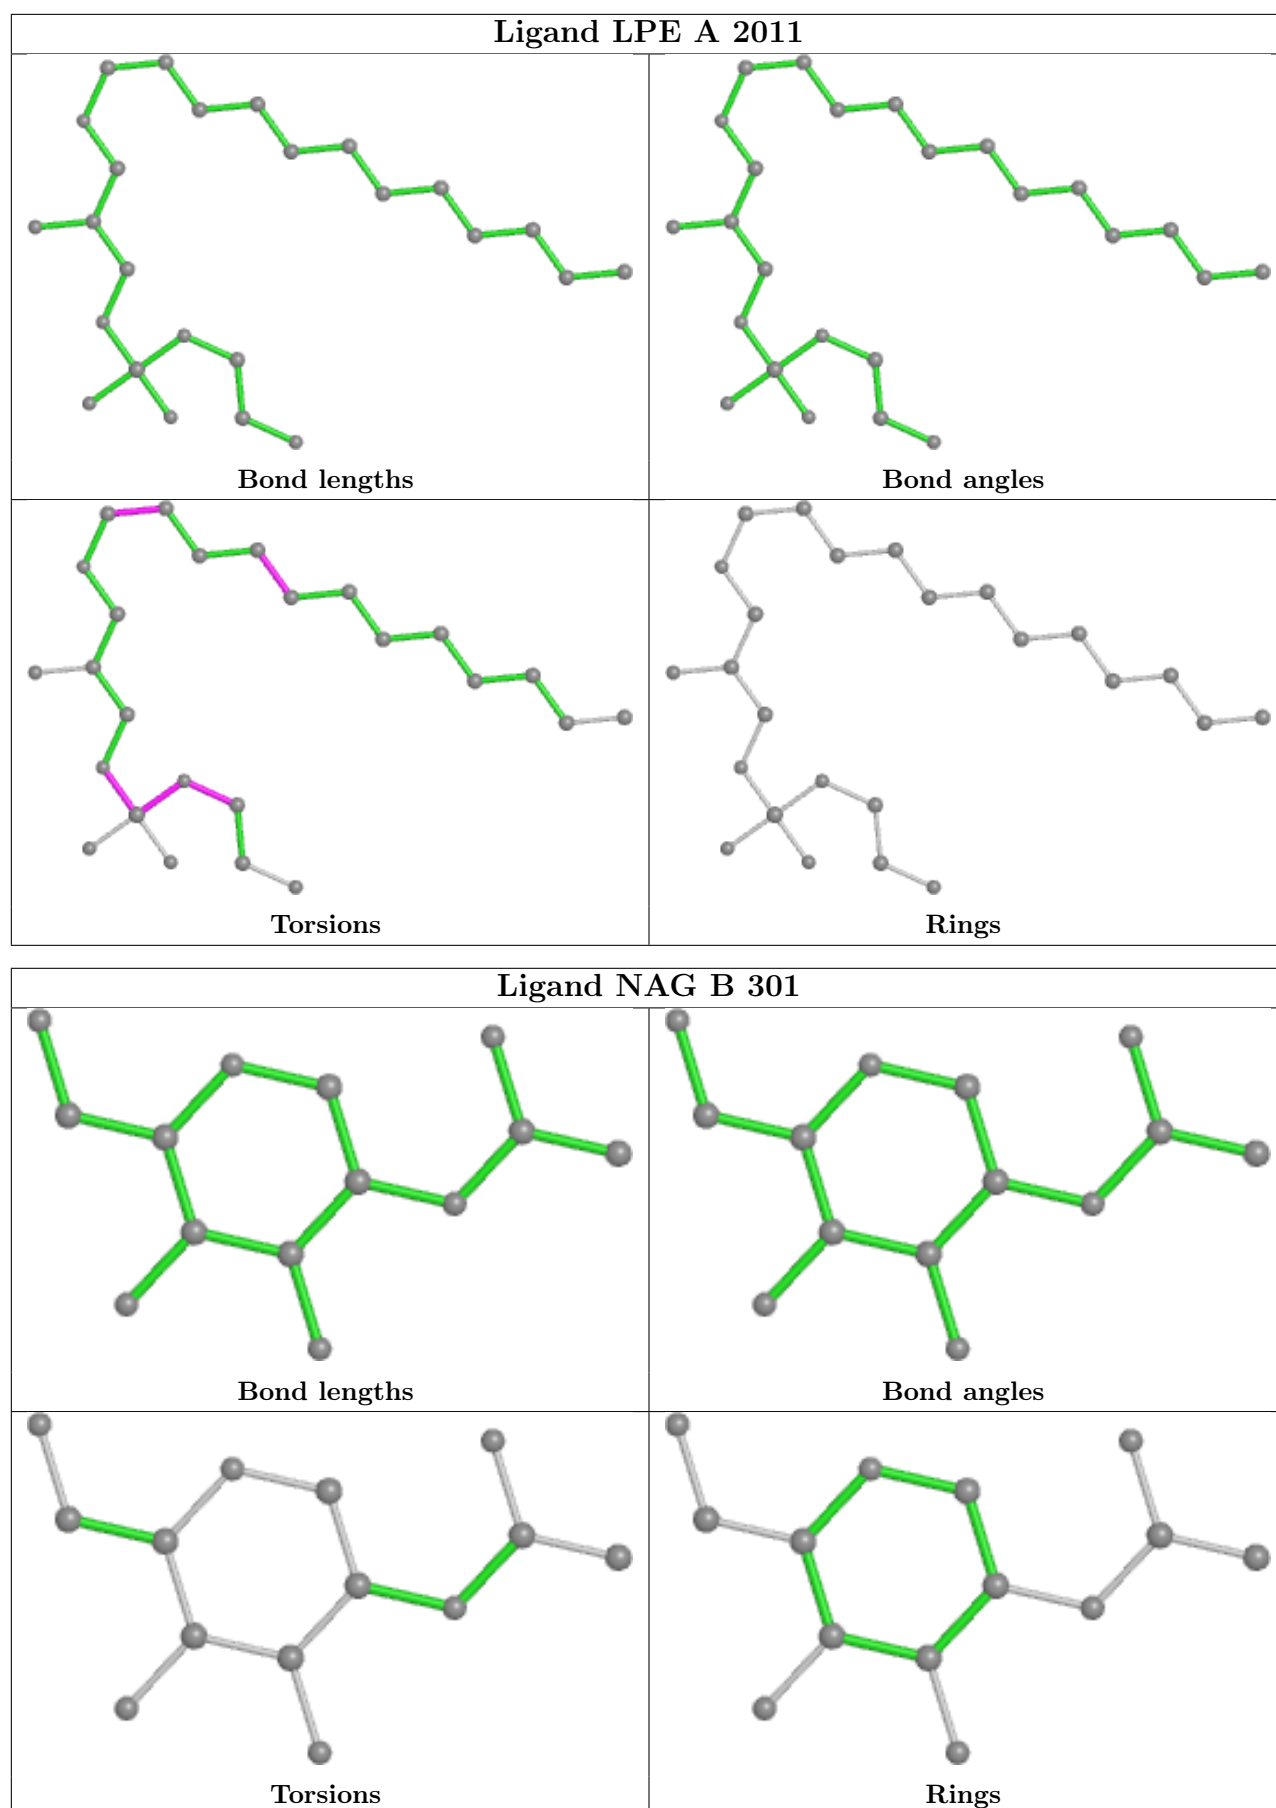 Ligand LPE A 2011
Bond lengths
Bond angles
Torsions
Rings
Ligand NAG B 301
Bond lengths
Bond angles
Torsions
Rings